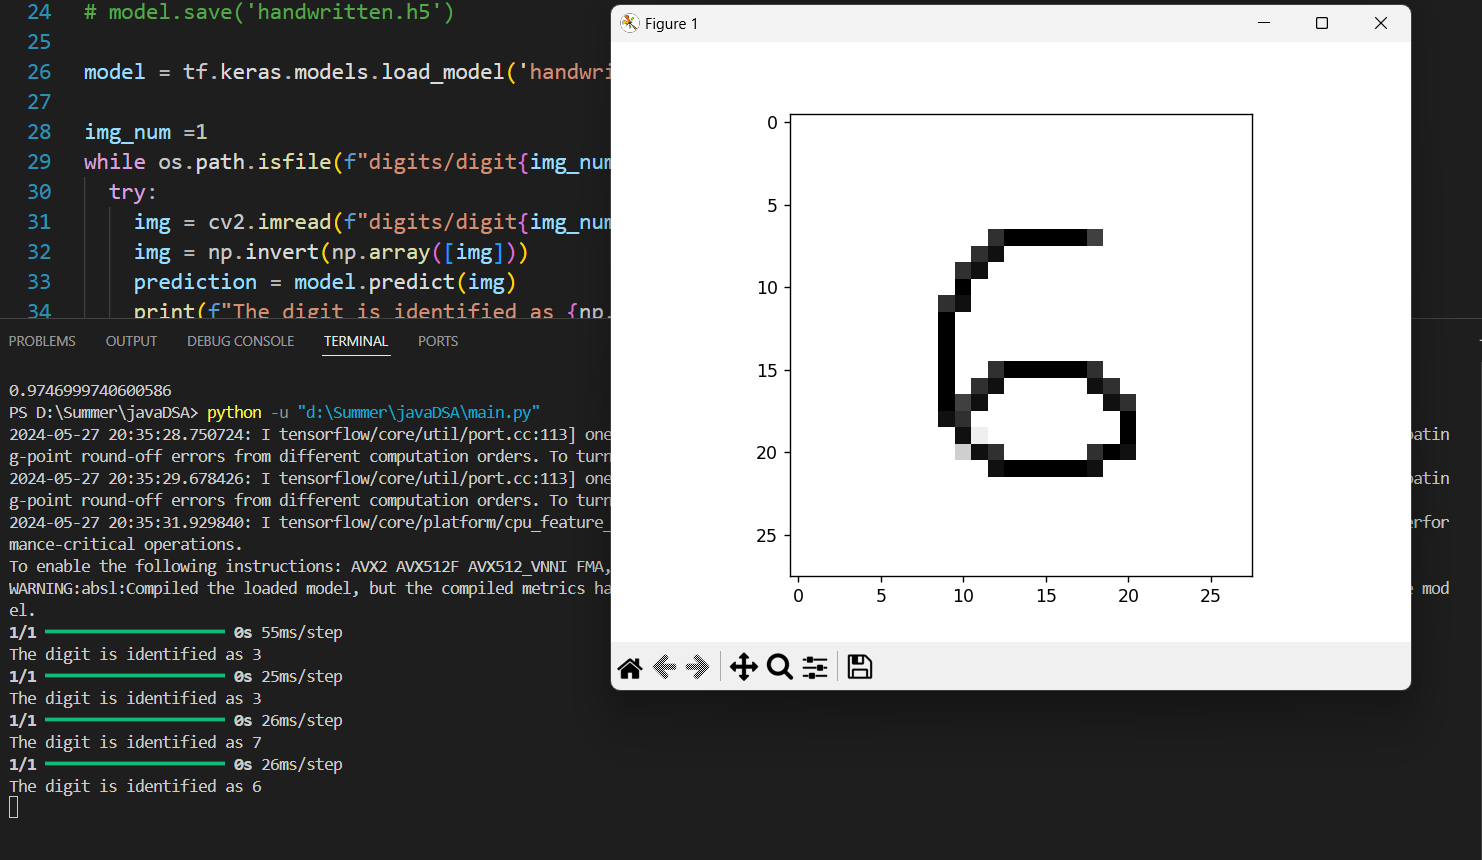 24 # model.save('handwritten.h5')
25
26 model = tf.keras.models.load_model('handwri
27
28 img_num =1
29 while os.path.isfile(f"digits/digit{img_num
30 try:
31 img = cv2.imread(f"digits/digit{img_num
32 img = np.invert(np.array([img]))
33 prediction = model.predict(img)
34 print(f"The digit is identified as {np.
PROBLEMS OUTPUT DEBUG CONSOLE TERMINAL PORTS
0.9746999740600586
PS D:\Summer\javaDSA> python -u "d:\Summer\javaDSA\main.py"
2024-05-27 20:35:28.750724: I tensorflow/core/util/port.cc:113] one patin
g-point round-off errors from different computation orders. To turn
2024-05-27 20:35:29.678426: I tensorflow/core/util/port.cc:113] one patin
g-point round-off errors from different computation orders. To turn
2024-05-27 20:35:31.929840: I tensorflow/core/platform/cpu_feature_ erfor
mance-critical operations.
To enable the following instructions: AVX2 AVX512F AVX512_VNNI FMA,
WARNING:absl:Compiled the loaded model, but the compiled metrics ha e mod
el.
1/1 0s 55ms/step
The digit is identified as 3
1/1 0s 25ms/step
The digit is identified as 3
1/1 0s 26ms/step
The digit is identified as 7
1/1 0s 26ms/step
The digit is identified as 6
Figure 1
0
5
10
15
20
25
0 5 10 15 20 25
6